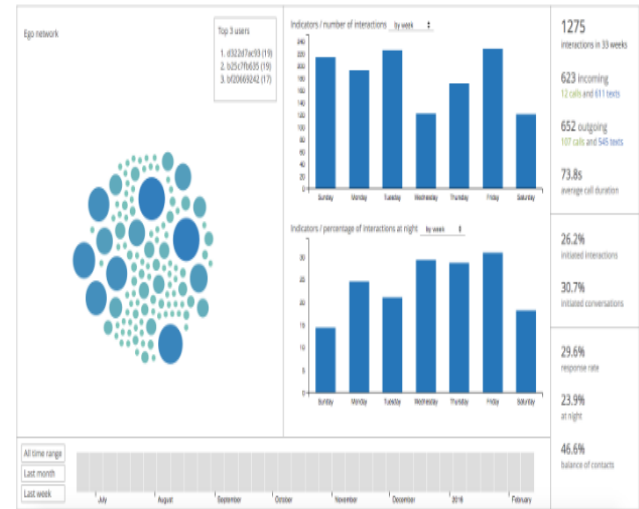 Ego network
Top 3 users
1. d322d7ac93 (19)
2. b25c7fb635 (19)
3. bf20669242 (17)
Indicators / number of interactions by week
240
220
200
180
160
140
120
100
80
60
40
20
0
Sunday Monday Tuesday Wednesday Thursday Friday Saturday
Indicators / percentage of interactions at night by week
30
25
20
15
10
5
0
Sunday Monday Tuesday Wednesday Thursday Friday Saturday
1275
interactions in 33 weeks
623 incoming
12 calls and 611 texts
652 outgoing
107 calls and 545 texts
73.8s
average call duration
26.2%
initiated interactions
30.7%
initiated conversations
29.6%
response rate
23.9%
at night
46.6%
balance of contacts
All time range
Last month
Last week
July August September October November December 2016 February